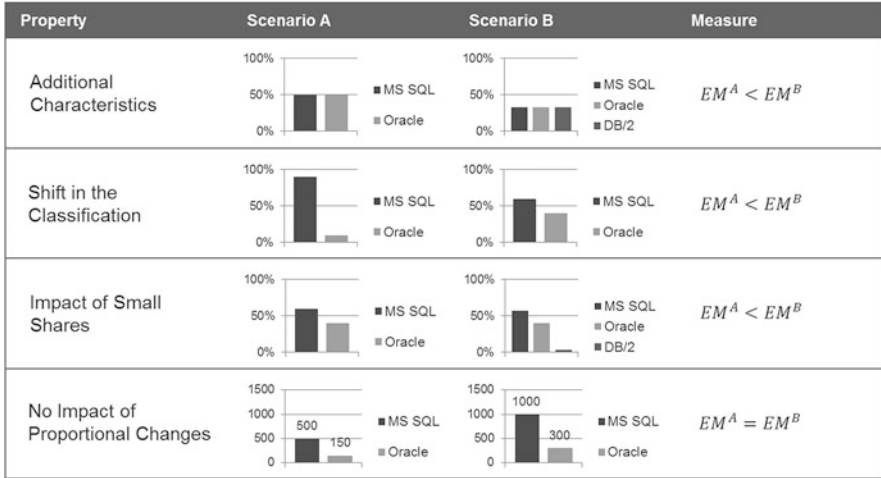 Property Scenario A Scenario B Measure
Additional
Characteristics
100%
50%
0%
MS SQL
Oracle
100%
50%
0%
MS SQL
Oracle
DB/2
EM^A < EM^B
Shift in the
Classification
100%
50%
0%
MS SQL
Oracle
100%
50%
0%
MS SQL
Oracle
EM^A < EM^B
Impact of Small
Shares
100%
50%
0%
MS SQL
Oracle
100%
50%
0%
MS SQL
Oracle
DB/2
EM^A < EM^B
No Impact of
Proportional Changes
1500
1000
500
0
500
150
MS SQL
Oracle
1500
1000
500
0
1000
300
MS SQL
Oracle
EM^A = EM^B